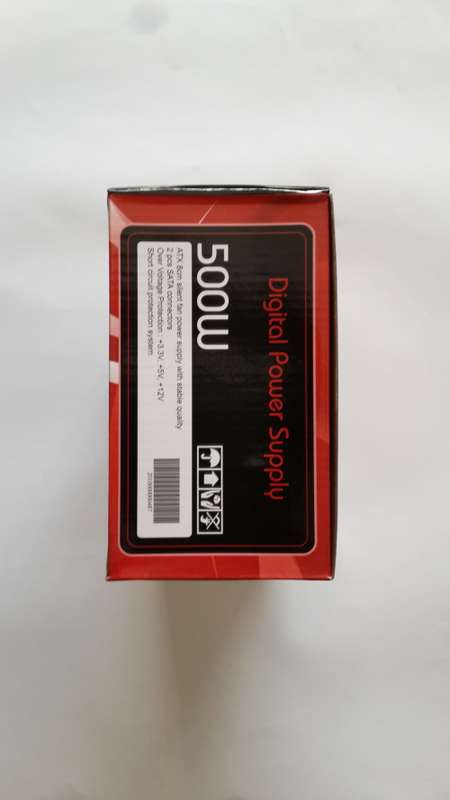 Digital Power Supply
500W
ATX 8cm silent fan power supply with stable quality
2 pcs SATA connectors
Over Voltage Protection : +3.3V, +5V, +12V
Short circuit protection system